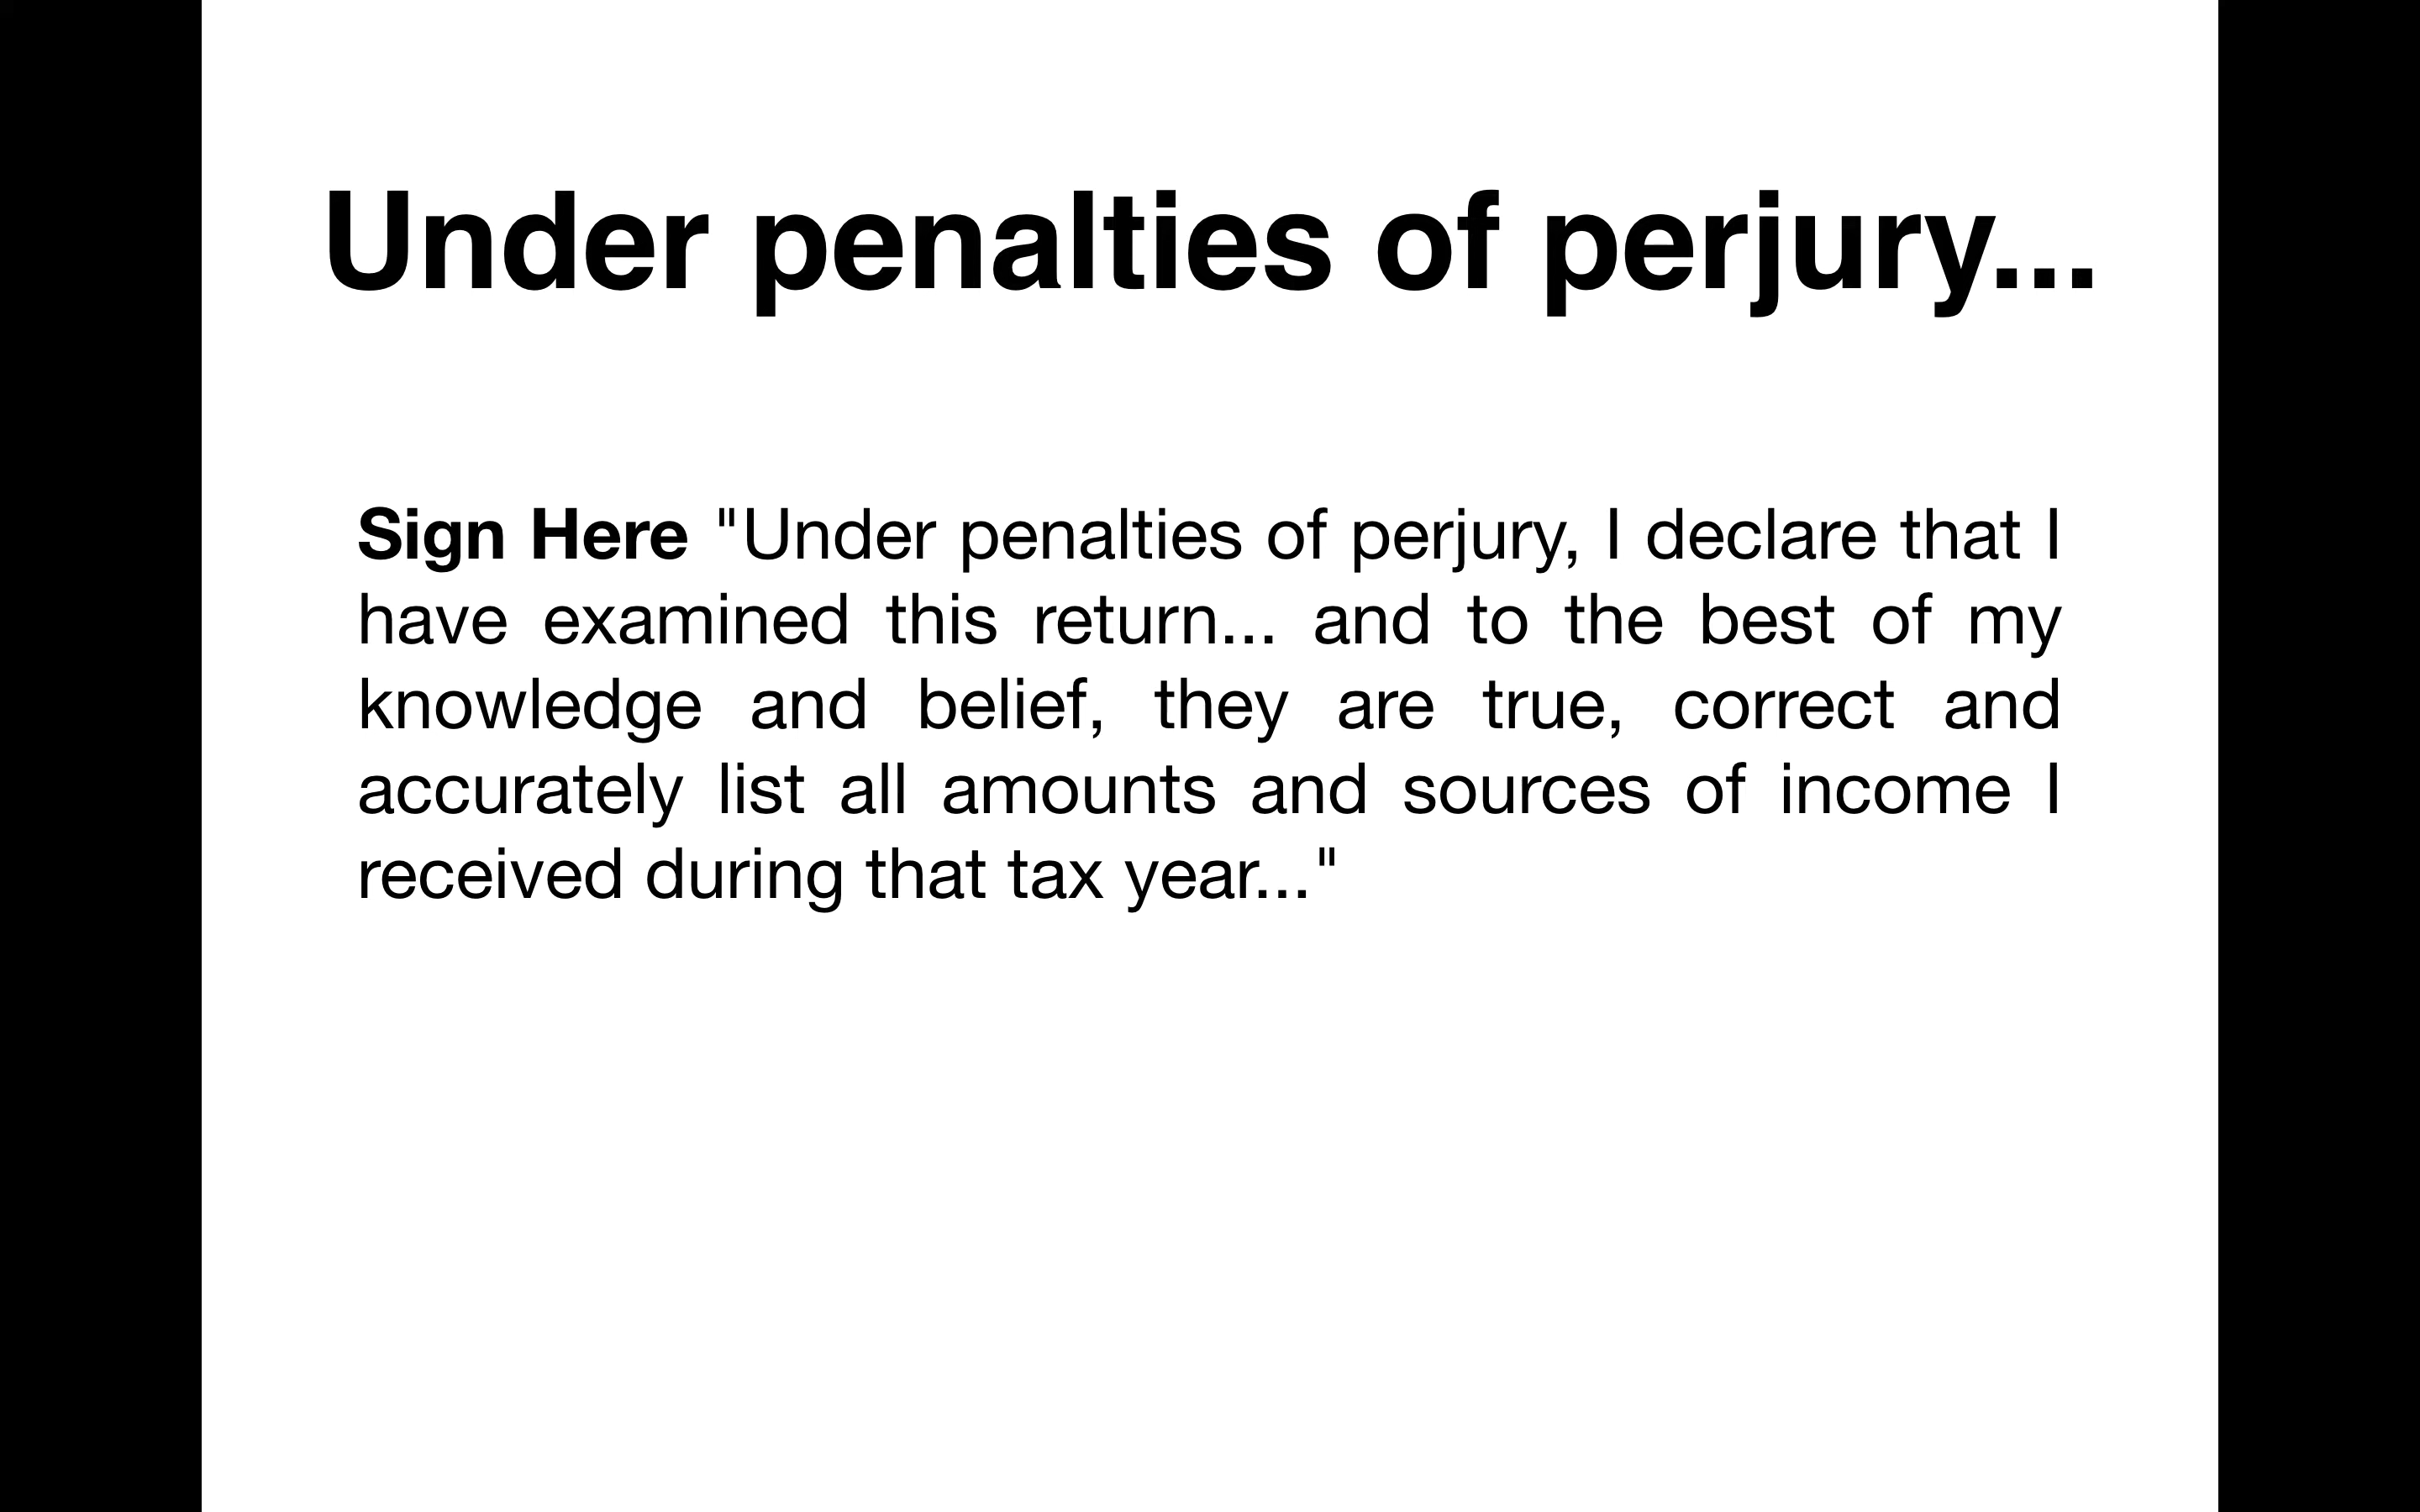 Under penalties of perjury...
Sign Here "Under penalties of perjury, I declare that I
have examined this return... and to the best of my
knowledge and belief, they are true, correct and
accurately list all amounts and sources of income I
received during that tax year..."